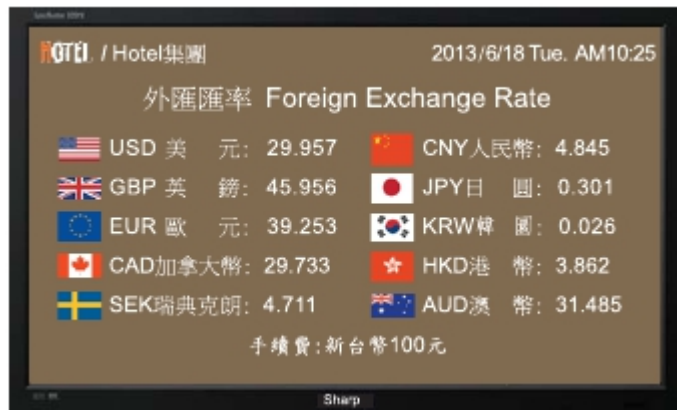 HOTEL / Hotel集團 2013/6/18 Tue. AM10:25
外匯匯率 Foreign Exchange Rate
USD 美 元: 29.957 CNY人民幣: 4.845
GBP 英 鎊: 45.956 JPY日 圓: 0.301
EUR 歐 元: 39.253 KRW韓 圜: 0.026
CAD加拿大幣: 29.733 HKD港 幣: 3.862
SEK瑞典克朗: 4.711 AUD澳 幣: 31.485
手續費:新台幣100元
Sharp